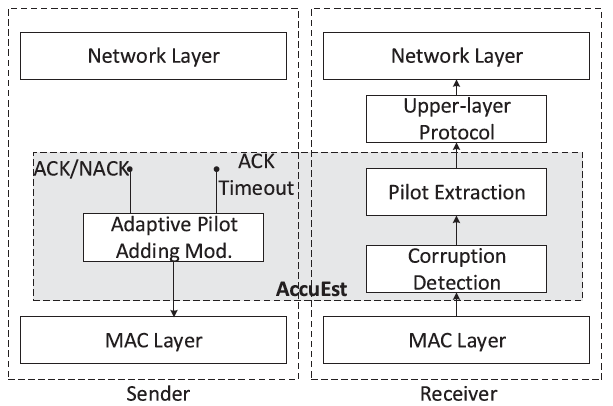 Network Layer
ACK/NACK
ACK
Timeout
Adaptive Pilot
Adding Mod.
AccuEst
MAC Layer
Sender
Network Layer
Upper-layer
Protocol
Pilot Extraction
Corruption
Detection
MAC Layer
Receiver